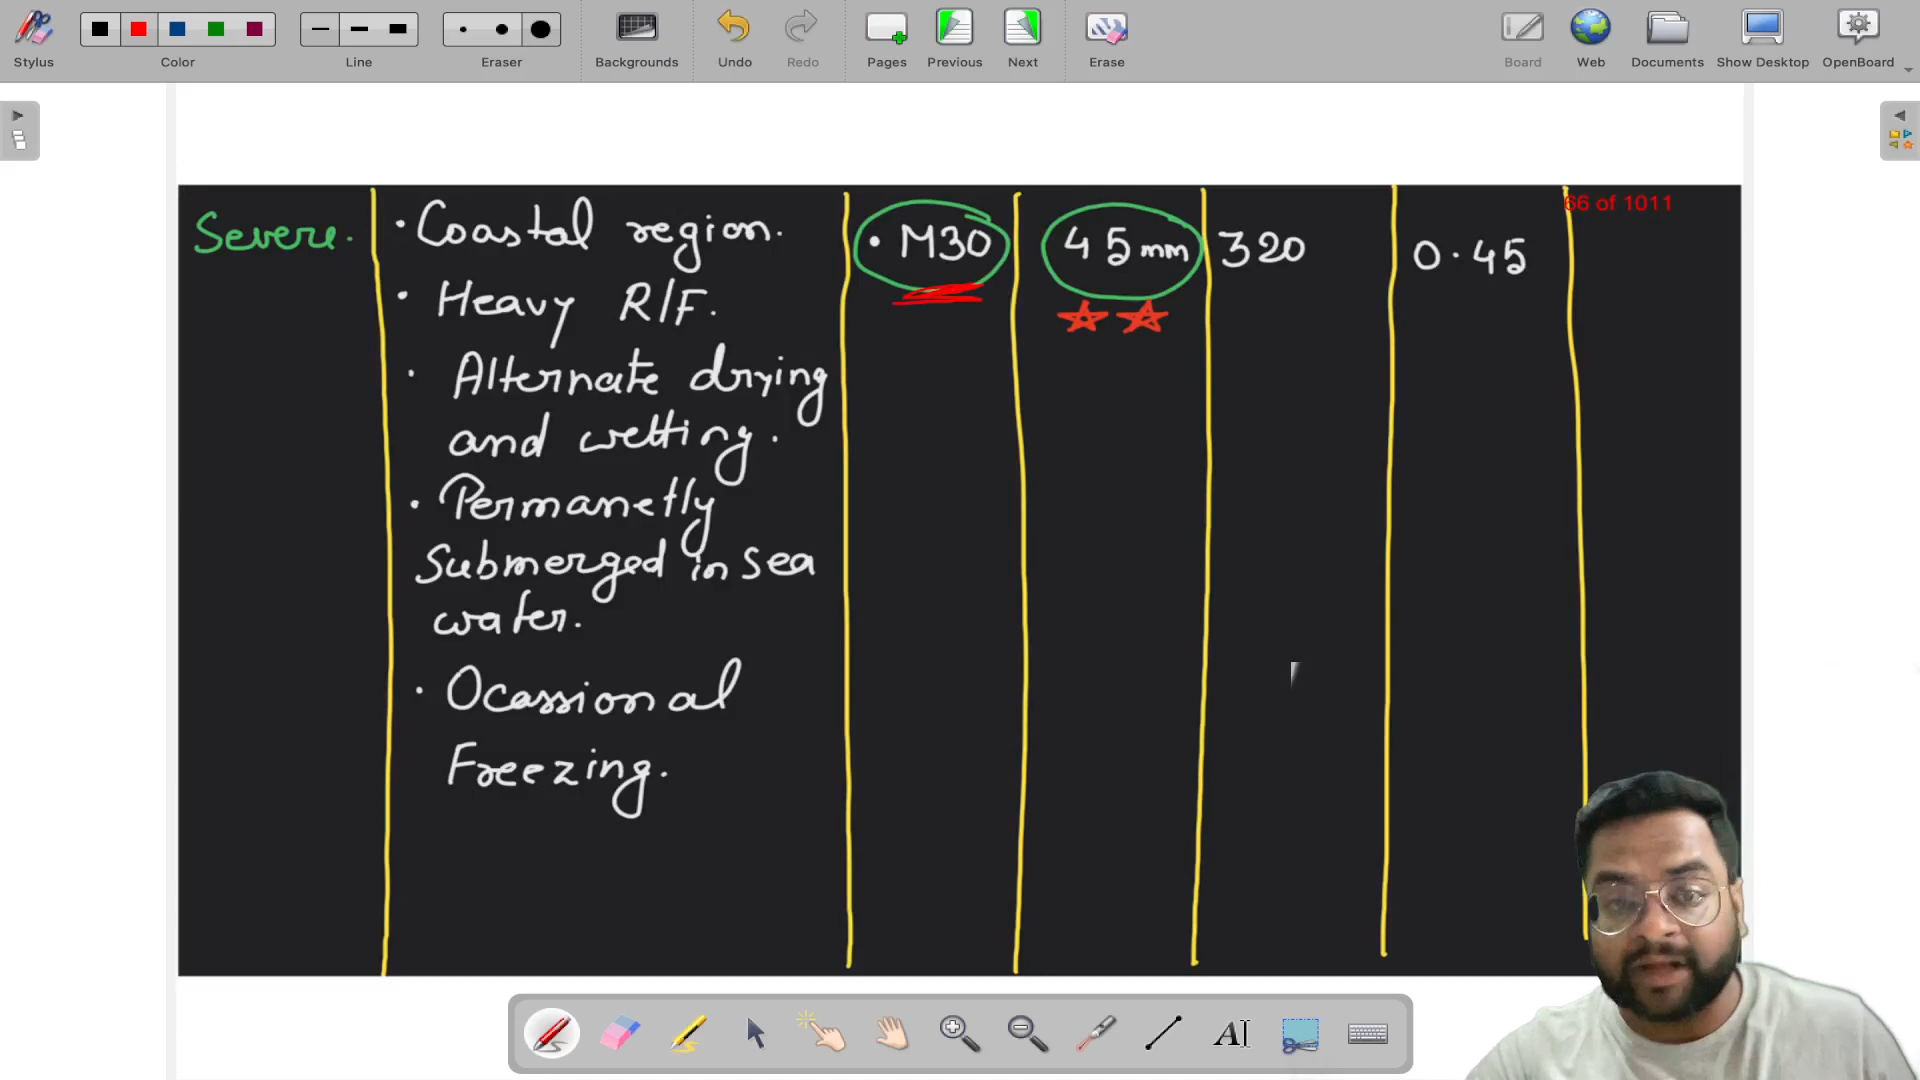 Stylus
Color
Line
Eraser
Backgrounds
Undo
Redo
Pages
Previous
Next
Erase
Board
Web
Documents
Show Desktop
OpenBoard
66 of 1011
Severe.
• Coastal region.
• Heavy R/F.
• Alternate drying
and wetting.
• Permanetly
Submerged in sea
water.
• Ocassional
Freezing.
• M30
45mm
320
0.45